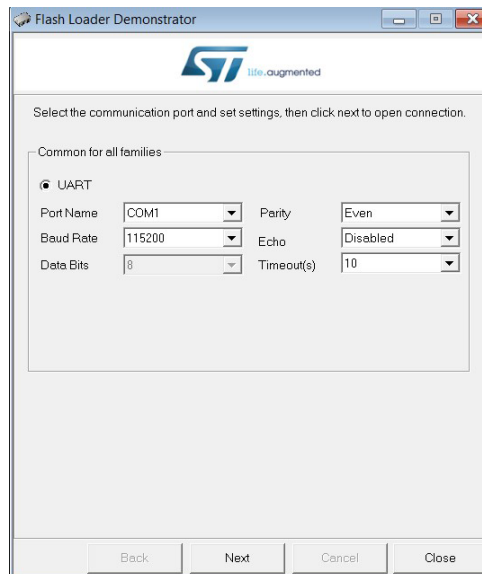 Flash Loader Demonstrator
ST life.augmented
Select the communication port and set settings, then click next to open connection.
Common for all families
UART
Port Name COM1 Parity Even
Baud Rate 115200 Echo Disabled
Data Bits 8 Timeout(s) 10
Back Next Cancel Close